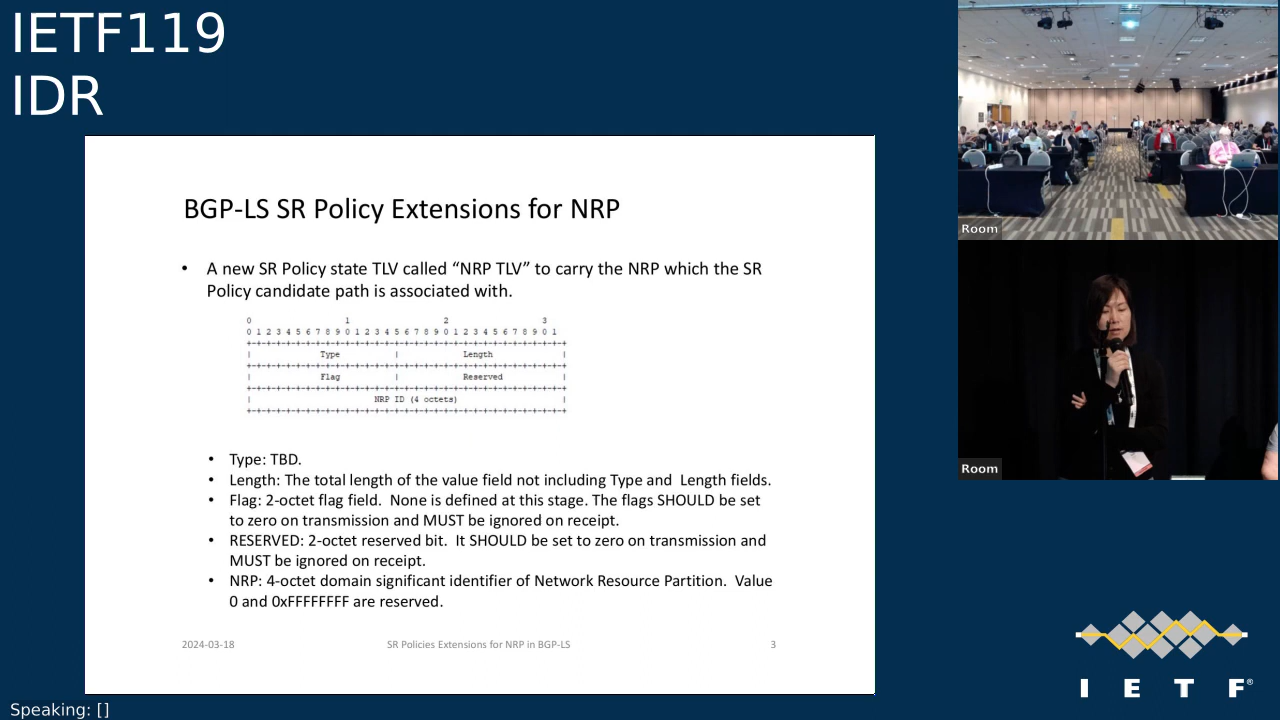 IETF119
IDR
BGP-LS SR Policy Extensions for NRP
• A new SR Policy state TLV called “NRP TLV” to carry the NRP which the SR
Policy candidate path is associated with.
0 1 2 3
0 1 2 3 4 5 6 7 8 9 0 1 2 3 4 5 6 7 8 9 0 1 2 3 4 5 6 7 8 9 0 1
+-+-+-+-+-+-+-+-+-+-+-+-+-+-+-+-+-+-+-+-+-+-+-+-+-+-+-+-+-+-+-+-+
| Type | Length |
+-+-+-+-+-+-+-+-+-+-+-+-+-+-+-+-+-+-+-+-+-+-+-+-+-+-+-+-+-+-+-+-+
| Flag | Reserved |
+-+-+-+-+-+-+-+-+-+-+-+-+-+-+-+-+-+-+-+-+-+-+-+-+-+-+-+-+-+-+-+-+
| NRP ID (4 octets) |
+-+-+-+-+-+-+-+-+-+-+-+-+-+-+-+-+-+-+-+-+-+-+-+-+-+-+-+-+-+-+-+-+
• Type: TBD.
• Length: The total length of the value field not including Type and  Length fields.
• Flag: 2-octet flag field.  None is defined at this stage. The flags SHOULD be set
to zero on transmission and MUST be ignored on receipt.
• RESERVED: 2-octet reserved bit.  It SHOULD be set to zero on transmission and
MUST be ignored on receipt.
• NRP: 4-octet domain significant identifier of Network Resource Partition.  Value
0 and 0xFFFFFFFF are reserved.
2024-03-18 SR Policies Extensions for NRP in BGP-LS 3
Room
Room
I E T F®
Speaking: []